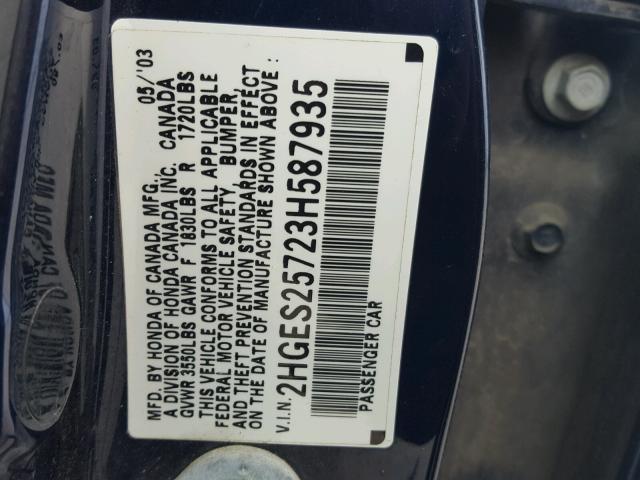 MFD. BY HONDA OF CANADA MFG. 05/'03
A DIVISION OF HONDA CANADA INC. CANADA
GVWR 3550LBS GAWR F 1830LBS R 1720LBS
THIS VEHICLE CONFORMS TO ALL APPLICABLE
FEDERAL MOTOR VEHICLE SAFETY, BUMPER,
AND THEFT PREVENTION STANDARDS IN EFFECT
ON THE DATE OF MANUFACTURE SHOWN ABOVE:
V.I.N.: 2HGES25723H587935
PASSENGER CAR